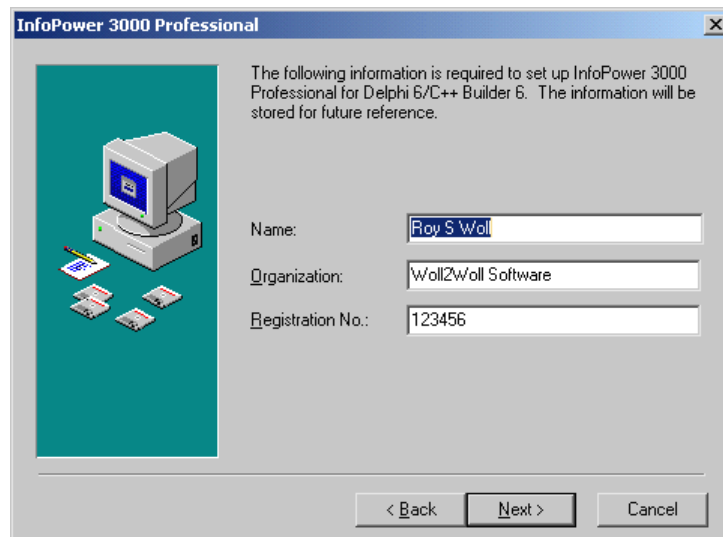 InfoPower 3000 Professional
The following information is required to set up InfoPower 3000
Professional for Delphi 6/C++ Builder 6. The information will be
stored for future reference.
Name: Roy S Woll
Organization: Woll2Woll Software
Registration No.: 123456
< Back Next > Cancel